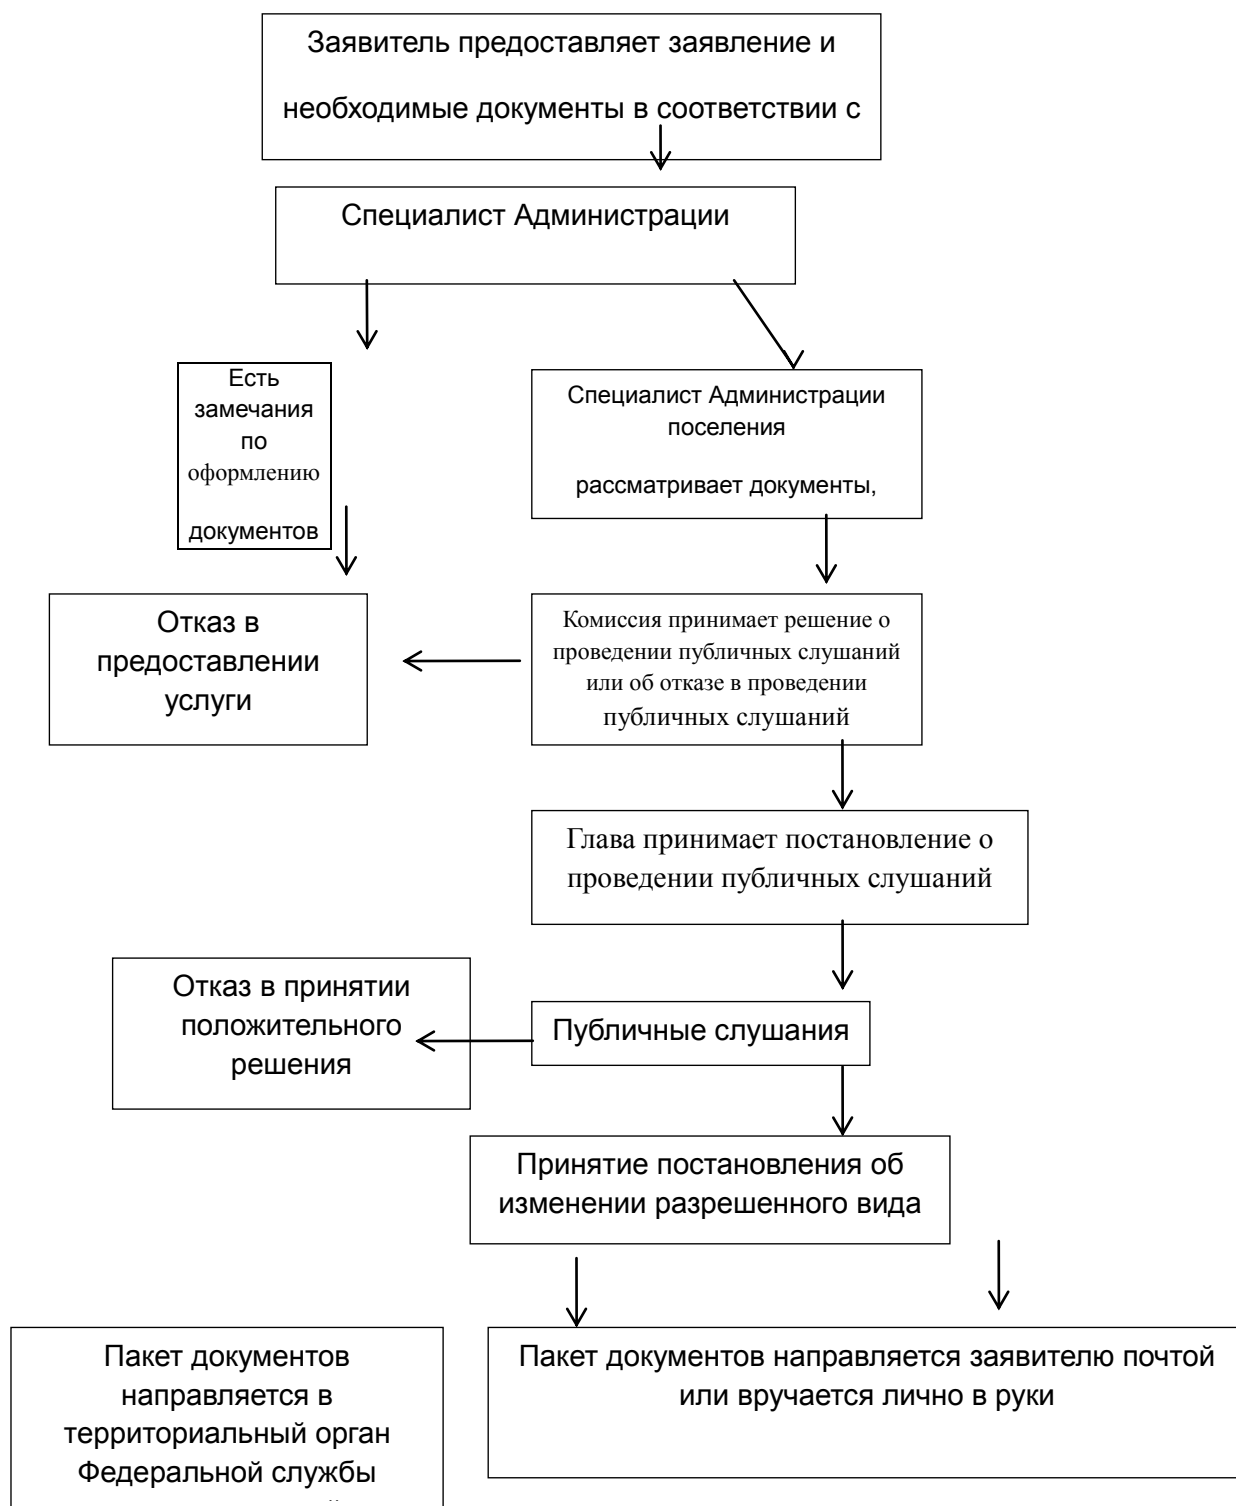 Заявитель предоставляет заявление и
необходимые документы в соответствии с
Специалист Администрации
Есть
замечания
по
оформлению
документов
Специалист Администрации
поселения
рассматривает документы,
Отказ в
предоставлении
услуги
Комиссия принимает решение о
проведении публичных слушаний
или об отказе в проведении
публичных слушаний
Глава принимает постановление о
проведении публичных слушаний
Отказ в принятии
положительного
решения
Публичные слушания
Принятие постановления об
изменении разрешенного вида
Пакет документов
направляется в
территориальный орган
Федеральной службы
Пакет документов направляется заявителю почтой
или вручается лично в руки